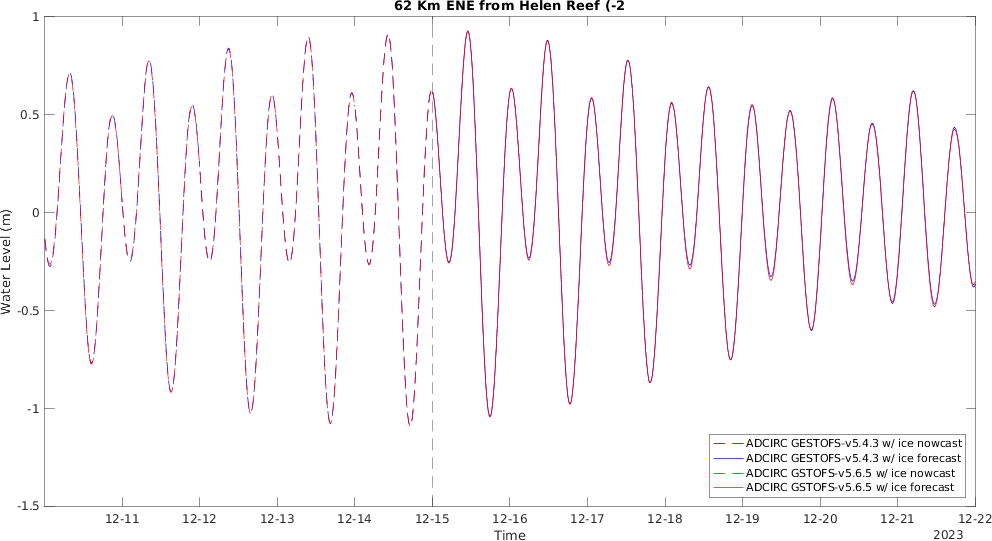 62 Km ENE from Helen Reef (-2
1
0.5
0
-0.5
-1
-1.5
Water Level (m)
ADCIRC GESTOFS-v5.4.3 w/ ice nowcast
ADCIRC GESTOFS-v5.4.3 w/ ice forecast
ADCIRC GSTOFS-v5.6.5 w/ ice nowcast
ADCIRC GSTOFS-v5.6.5 w/ ice forecast
12-11 12-12 12-13 12-14 12-15 12-16 12-17 12-18 12-19 12-20 12-21 12-22
Time
2023